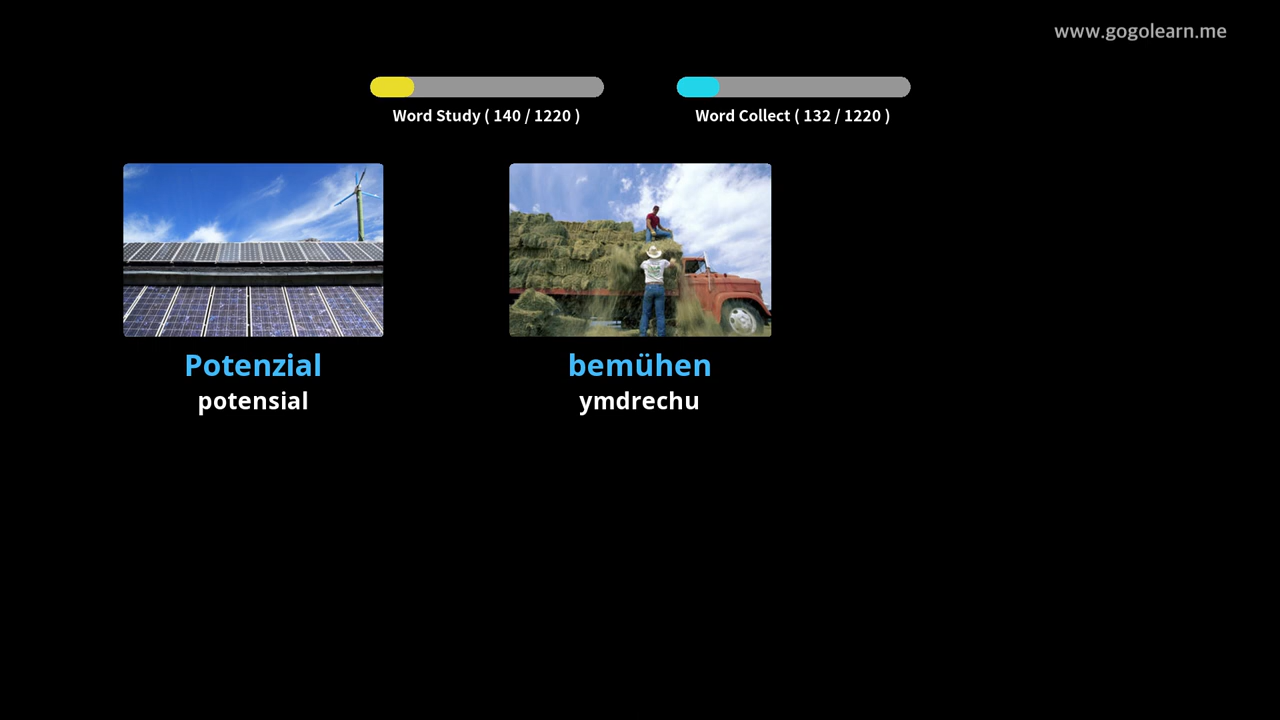 www.gogolearn.me
Word Study ( 140 / 1220 )
Word Collect ( 132 / 1220 )
Potenzial
potensial
bemühen
ymdrechu